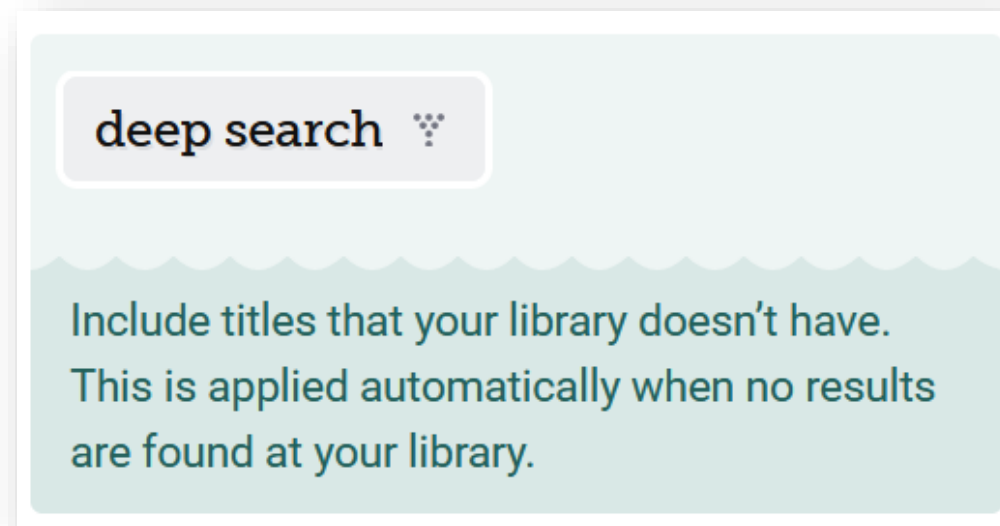 deep search
Include titles that your library doesn’t have.
This is applied automatically when no results
are found at your library.